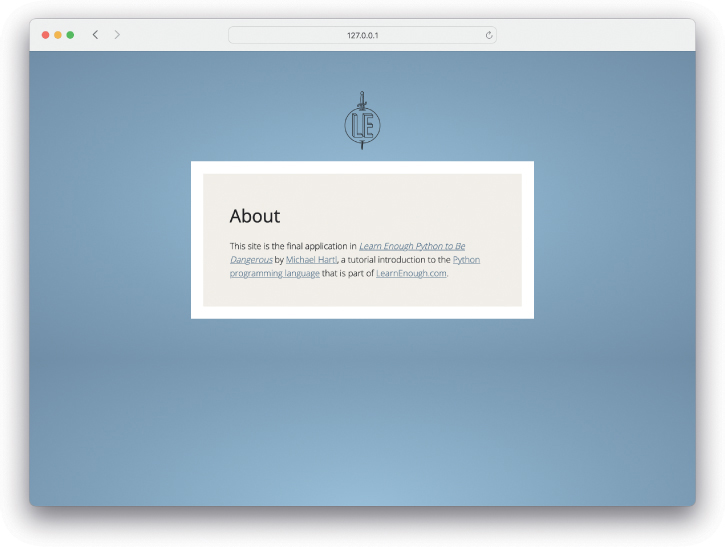 127.0.0.1
LE
About
This site is the final application in Learn Enough Python to Be
Dangerous by Michael Hartl, a tutorial introduction to the Python
programming language that is part of LearnEnough.com.